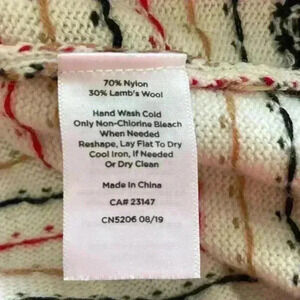 70% Nylon
30% Lamb's Wool
Hand Wash Cold
Only Non-Chlorine Bleach
When Needed
Reshape, Lay Flat To Dry
Cool Iron, If Needed
Or Dry Clean
Made In China
CA# 23147
CN5206 08/19